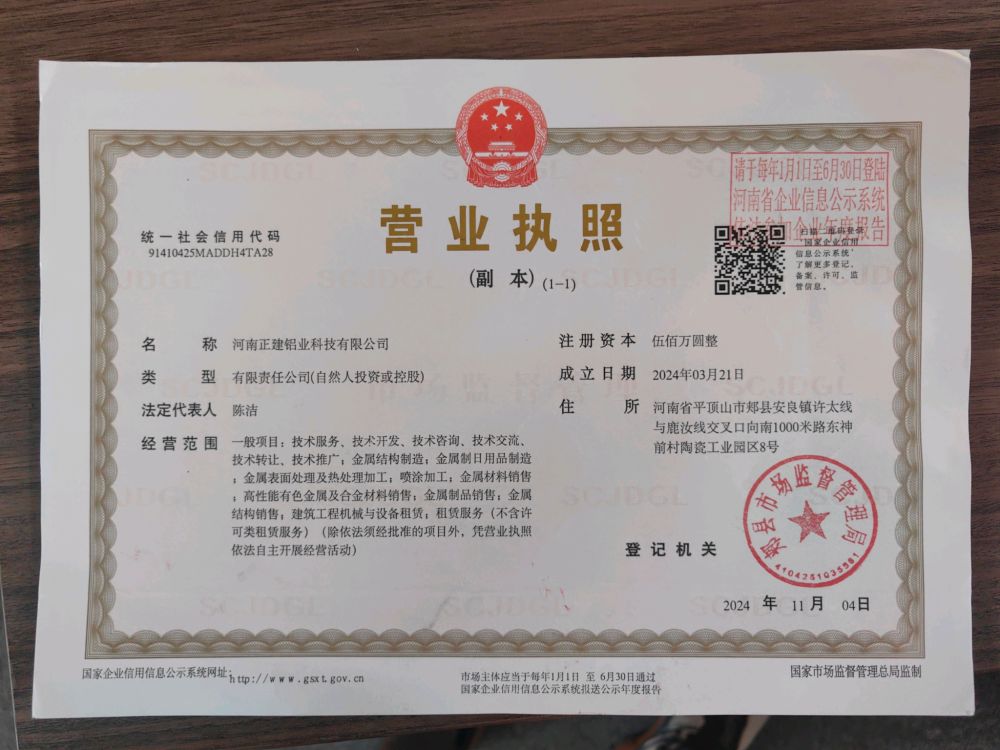 请于每年1月1日至6月30日登陆
河南省企业信息公示系统
依法参加企业年度报告
营业执照
(副 本) (1-1)
统一社会信用代码
91410425MADDH4TA28
扫描二维码登录
"国家企业信用
信息公示系统"
了解更多登记、
备案、许可、监
管信息。
名 称 河南正建铝业科技有限公司
类 型 有限责任公司(自然人投资或控股)
法定代表人 陈洁
经营范围 一般项目：技术服务、技术开发、技术咨询、技术交流、
技术转让、技术推广；金属结构制造；金属制日用品制造
；金属表面处理及热处理加工；喷涂加工；金属材料销售
；高性能有色金属及合金材料销售；金属制品销售；金属
结构销售；建筑工程机械与设备租赁；租赁服务（不含许
可类租赁服务）（除依法须经批准的项目外，凭营业执照
依法自主开展经营活动）
注册资本 伍佰万圆整
成立日期 2024年03月21日
住 所 河南省平顶山市郏县安良镇许太线
与鹿汝线交叉口向南1000米路东神
前村陶瓷工业园区8号
登记机关
郏县市场监督管理局
4104251035581
2024 年 11 月 04日
国家企业信用信息公示系统网址：http://www.gsxt.gov.cn
市场主体应当于每年1月1日 至 6月30日通过
国家企业信用信息公示系统报送公示年度报告
国家市场监督管理总局监制